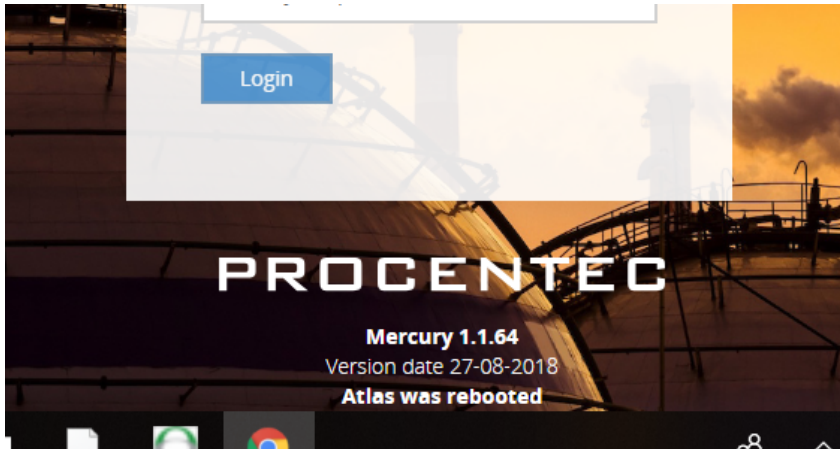 Login
PROCENTEC
Mercury 1.1.64
Version date 27-08-2018
Atlas was rebooted